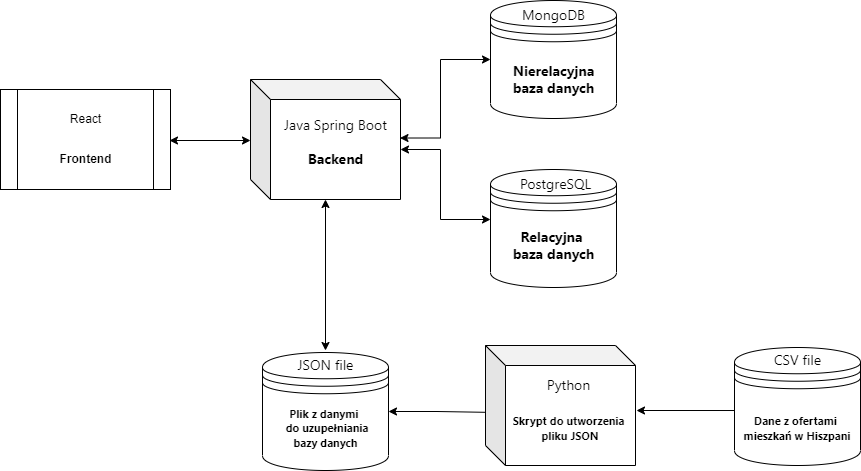 MongoDB
Nierelacyjna
baza danych
React
Frontend
Java Spring Boot
Backend
PostgreSQL
Relacyjna
baza danych
JSON file
Plik z danymi
do uzupełniania
bazy danych
Python
Skrypt do utworzenia
pliku JSON
CSV file
Dane z ofertami
mieszkań w Hiszpani